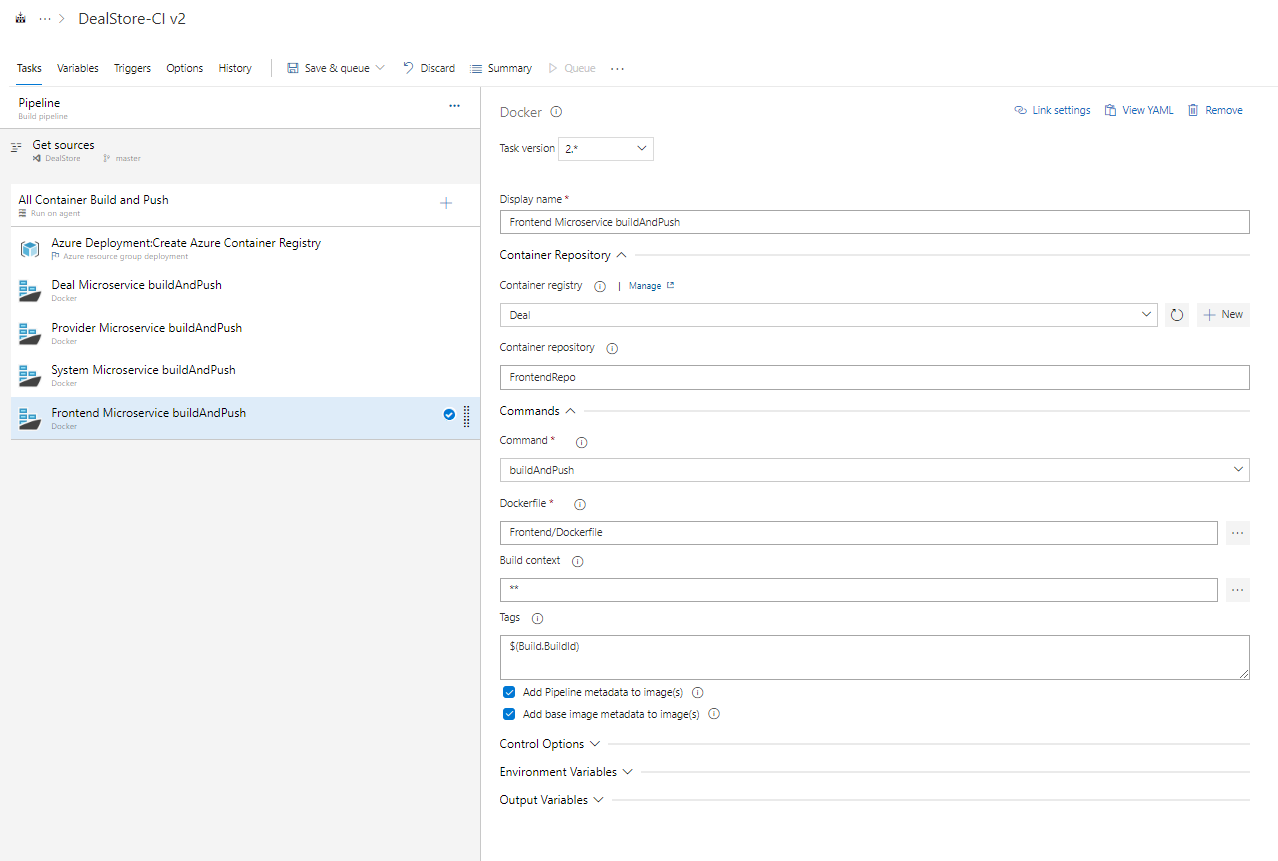 ··· > DealStore-CI v2
Tasks Variables Triggers Options History Save & queue Discard Summary Queue ···
Pipeline ···
Build pipeline
Get sources
DealStore master
All Container Build and Push +
Run on agent
Azure Deployment:Create Azure Container Registry
Azure resource group deployment
Deal Microservice buildAndPush
Docker
Provider Microservice buildAndPush
Docker
System Microservice buildAndPush
Docker
Frontend Microservice buildAndPush
Docker
Docker Link settings View YAML Remove
Task version 2.*
Display name *
Frontend Microservice buildAndPush
Container Repository
Container registry | Manage
Deal + New
Container repository
FrontendRepo
Commands
Command *
buildAndPush
Dockerfile *
Frontend/Dockerfile ···
Build context
** ···
Tags
$(Build.BuildId)
Add Pipeline metadata to image(s)
Add base image metadata to image(s)
Control Options
Environment Variables
Output Variables